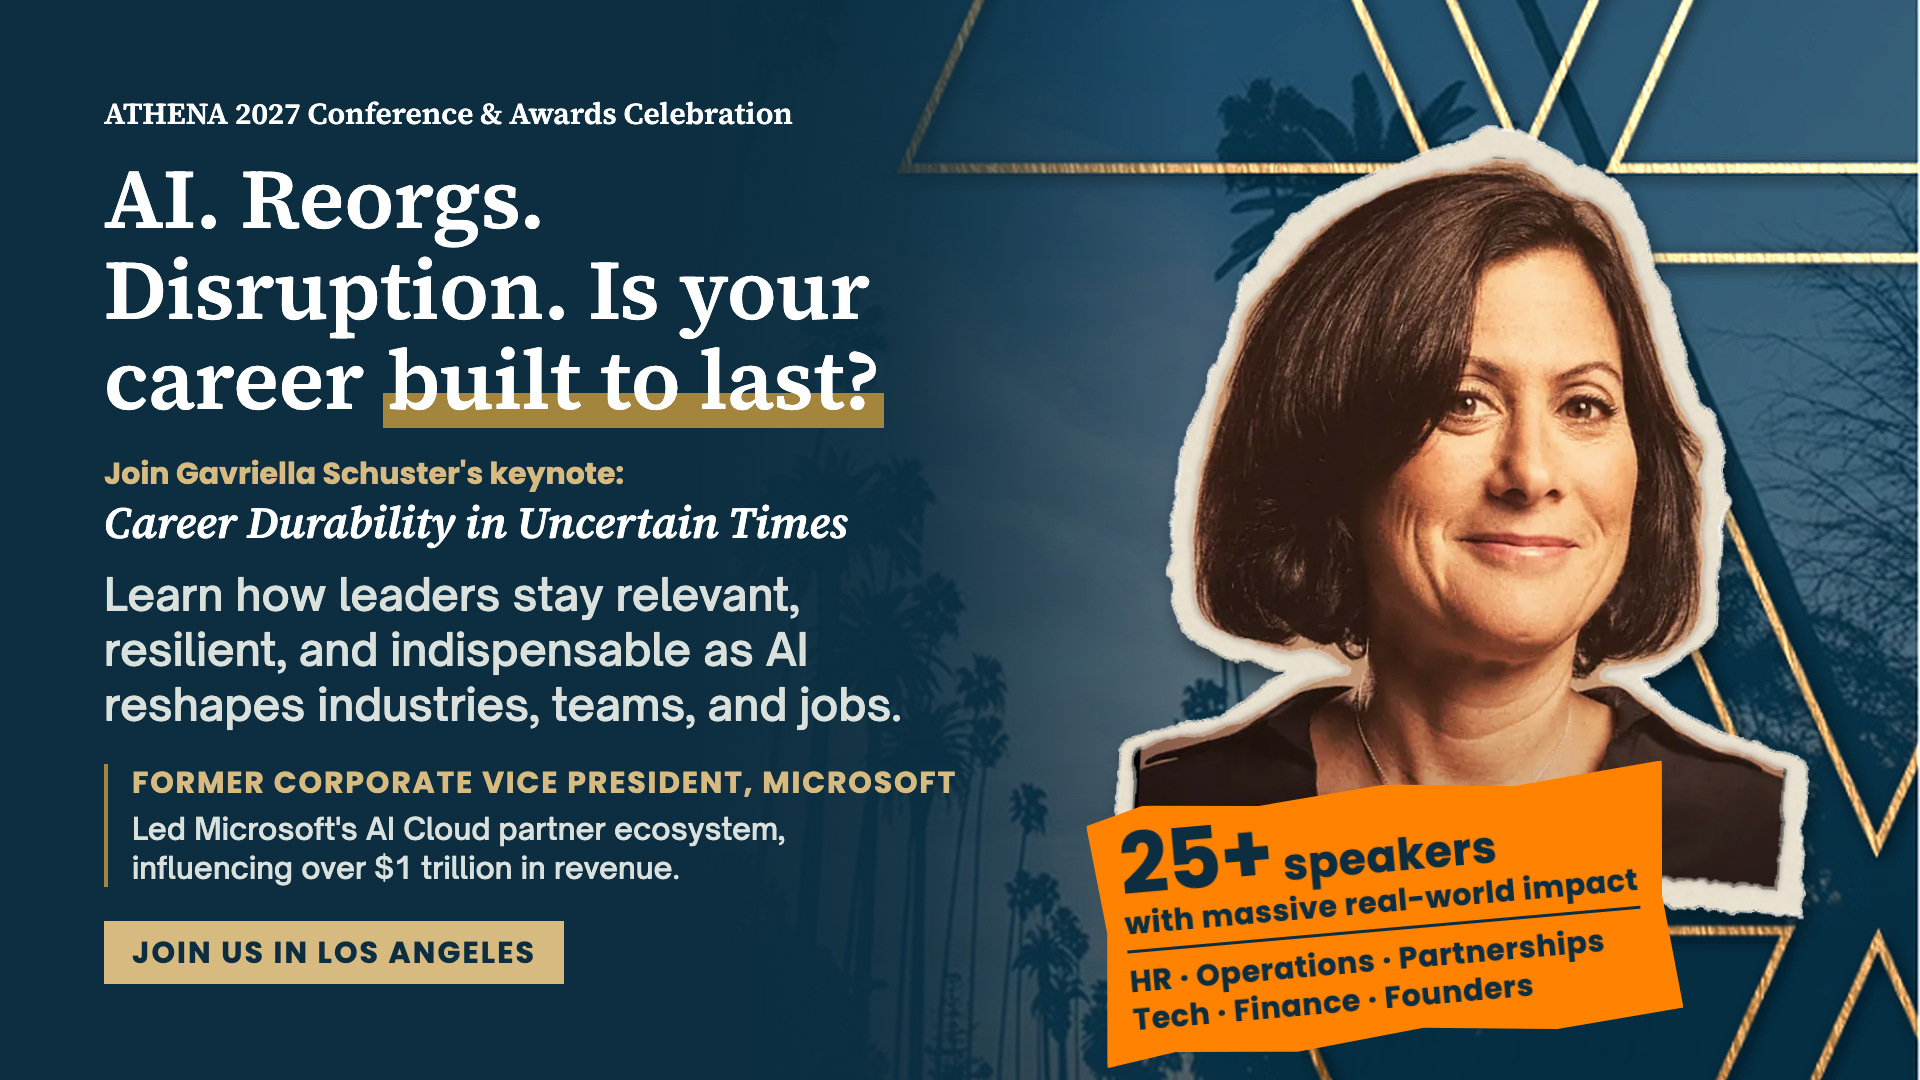 ATHENA 2027 Conference & Awards Celebration
AI. Reorgs.
Disruption. Is your
career built to last?
Join Gavriella Schuster's keynote:
Career Durability in Uncertain Times
Learn how leaders stay relevant,
resilient, and indispensable as AI
reshapes industries, teams, and jobs.
FORMER CORPORATE VICE PRESIDENT, MICROSOFT
Led Microsoft's AI Cloud partner ecosystem,
influencing over $1 trillion in revenue.
JOIN US IN LOS ANGELES
25+ speakers
with massive real-world impact
HR · Operations · Partnerships
Tech · Finance · Founders